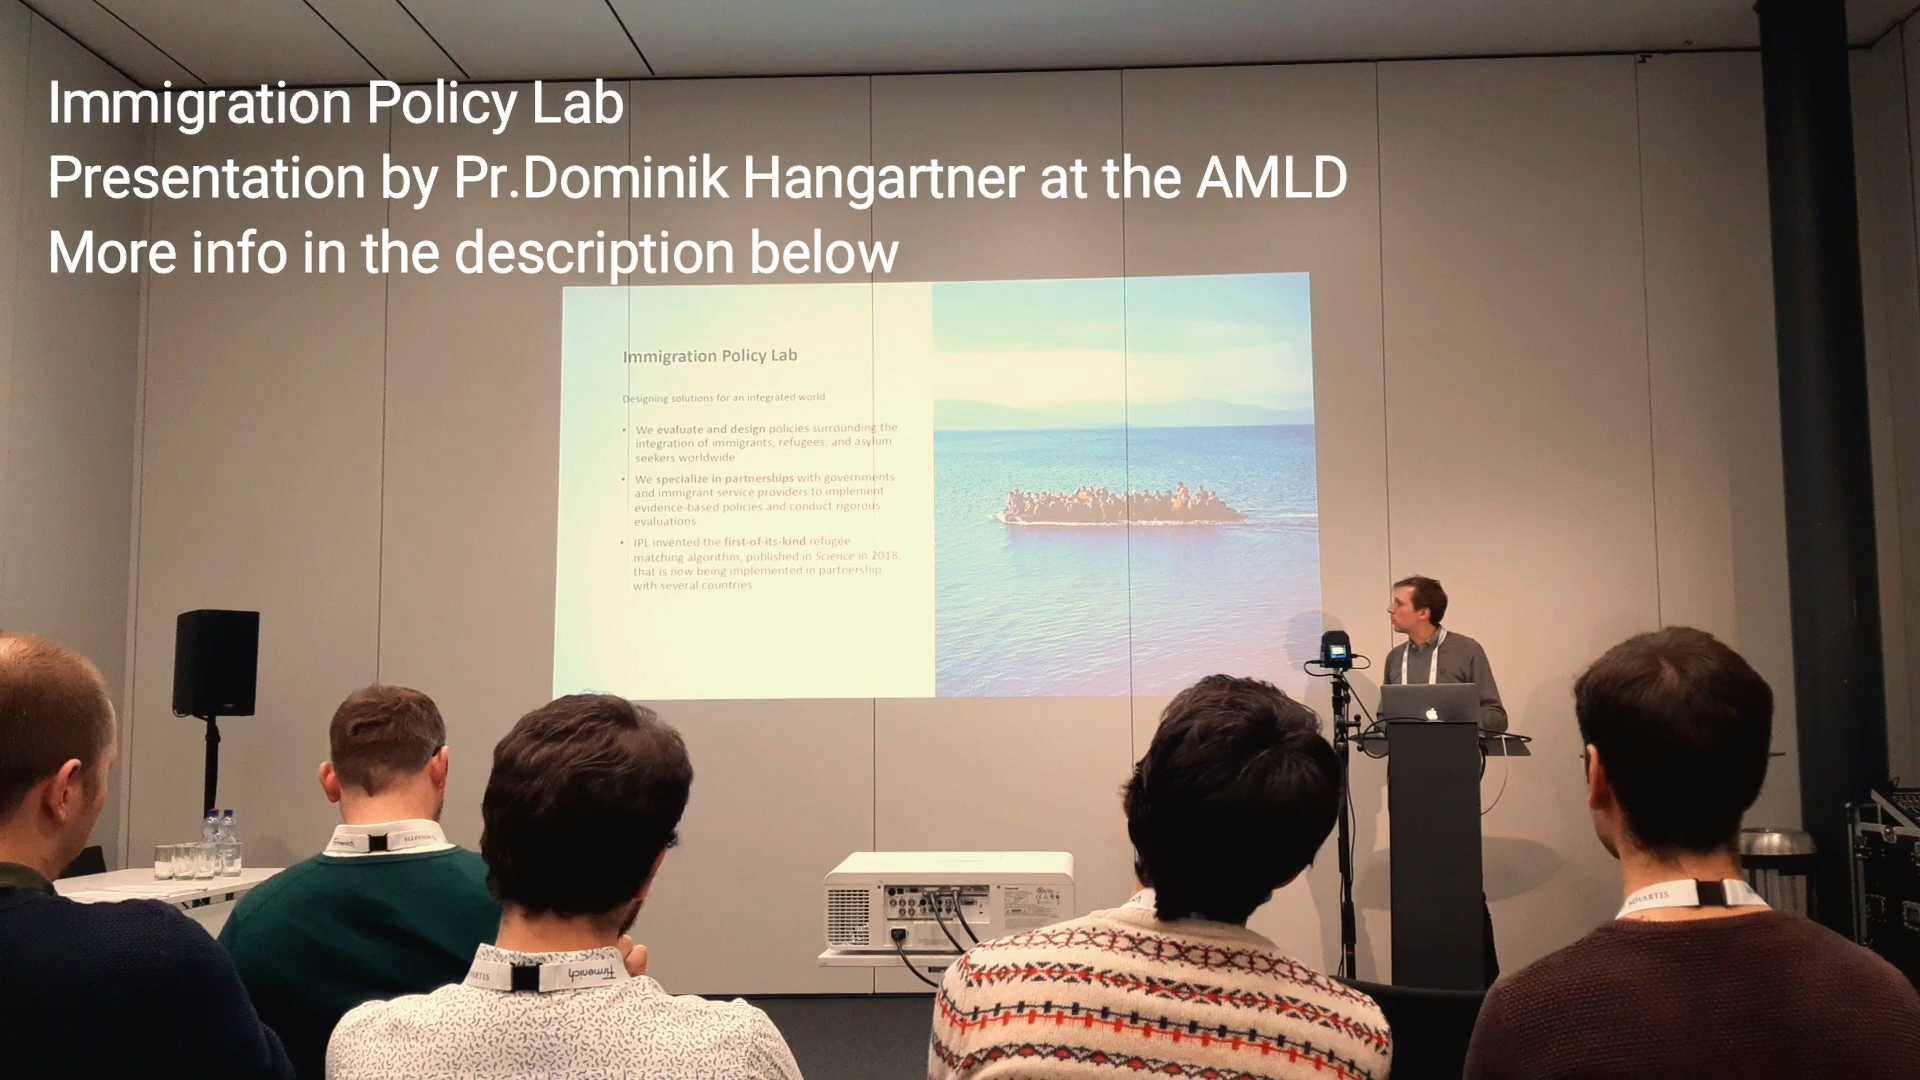 Immigration Policy Lab
Presentation by Pr.Dominik Hangartner at the AMLD
More info in the description below
Immigration Policy Lab
Designing solutions for an integrated world
• We evaluate and design policies surrounding the
integration of immigrants, refugees, and asylum
seekers worldwide
• We specialize in partnerships with governments
and immigrant service providers to implement
evidence-based policies and conduct rigorous
evaluations
• IPL invented the first-of-its-kind refugee
matching algorithm, published in Science in 2018,
that is now being implemented in partnership
with several countries
firmenich
NOVARTIS
firmenich
NOVARTIS